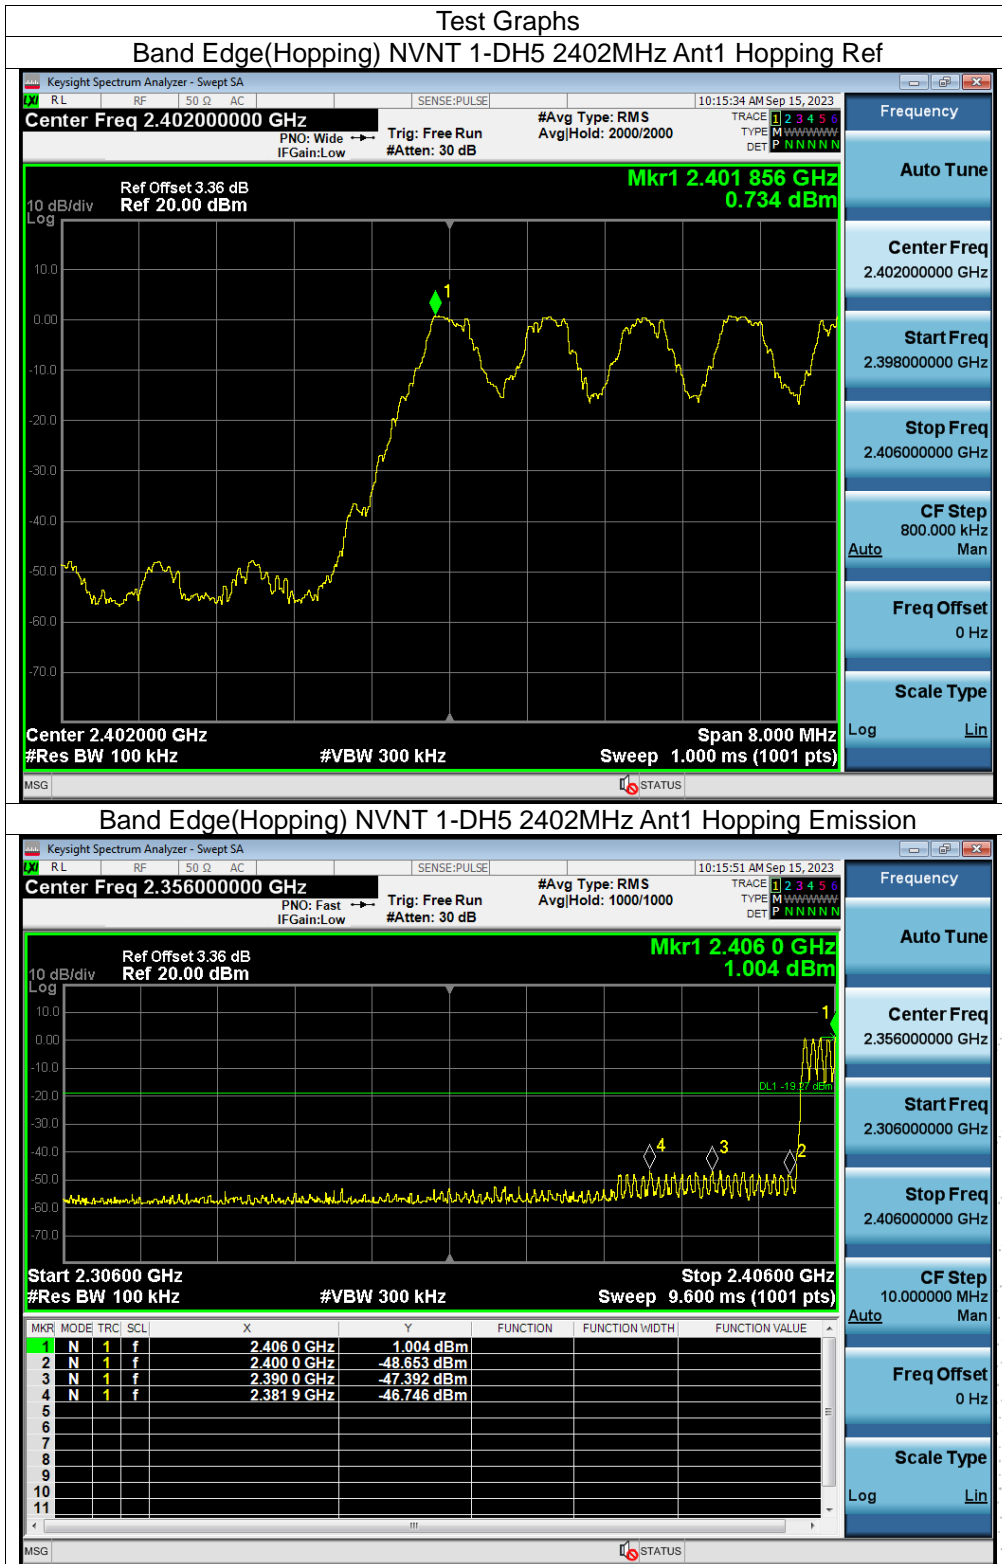 Test Graphs
Band Edge(Hopping) NVNT 1-DH5 2402MHz Ant1 Hopping Ref
Keysight Spectrum Analyzer - Swept SA
LXI RL RF 50 Ω AC SENSE:PULSE 10:15:34 AM Sep 15, 2023
Center Freq 2.402000000 GHz
PNO: Wide
IFGain:Low
Trig: Free Run
#Atten: 30 dB
#Avg Type: RMS
Avg|Hold: 2000/2000
TRACE 1 2 3 4 5 6
TYPE M WWWWW
DET P N N N N N
Ref Offset 3.36 dB
10 dB/div Ref 20.00 dBm
Log
Mkr1 2.401 856 GHz
0.734 dBm
10.0
0.00
-10.0
-20.0
-30.0
-40.0
-50.0
-60.0
-70.0
1
Center 2.402000 GHz Span 8.000 MHz
#Res BW 100 kHz #VBW 300 kHz Sweep 1.000 ms (1001 pts)
MSG STATUS
Frequency
Auto Tune
Center Freq
2.402000000 GHz
Start Freq
2.398000000 GHz
Stop Freq
2.406000000 GHz
CF Step
800.000 kHz
Auto Man
Freq Offset
0 Hz
Scale Type
Log Lin
Band Edge(Hopping) NVNT 1-DH5 2402MHz Ant1 Hopping Emission
Keysight Spectrum Analyzer - Swept SA
LXI RL RF 50 Ω AC SENSE:PULSE 10:15:51 AM Sep 15, 2023
Center Freq 2.356000000 GHz
PNO: Fast
IFGain:Low
Trig: Free Run
#Atten: 30 dB
#Avg Type: RMS
Avg|Hold: 1000/1000
TRACE 1 2 3 4 5 6
TYPE M WWWWW
DET P N N N N N
Ref Offset 3.36 dB
10 dB/div Ref 20.00 dBm
Log
Mkr1 2.406 0 GHz
1.004 dBm
10.0
0.00
-10.0
-20.0
-30.0
-40.0
-50.0
-60.0
-70.0
1
DL1 -19.27 dBm
4 3 2
Start 2.30600 GHz Stop 2.40600 GHz
#Res BW 100 kHz #VBW 300 kHz Sweep 9.600 ms (1001 pts)
MKR MODE TRC SCL X Y FUNCTION FUNCTION WIDTH FUNCTION VALUE
1 N 1 f 2.406 0 GHz 1.004 dBm
2 N 1 f 2.400 0 GHz -48.653 dBm
3 N 1 f 2.390 0 GHz -47.392 dBm
4 N 1 f 2.381 9 GHz -46.746 dBm
5
6
7
8
9
10
11
MSG STATUS
Frequency
Auto Tune
Center Freq
2.356000000 GHz
Start Freq
2.306000000 GHz
Stop Freq
2.406000000 GHz
CF Step
10.000000 MHz
Auto Man
Freq Offset
0 Hz
Scale Type
Log Lin